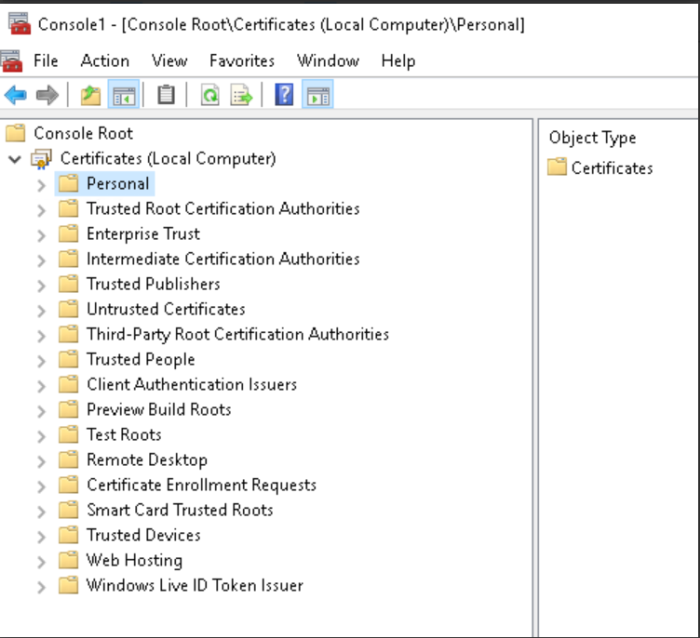 Console1 - [Console Root\Certificates (Local Computer)\Personal]
File Action View Favorites Window Help
Console Root
Certificates (Local Computer)
Personal
Trusted Root Certification Authorities
Enterprise Trust
Intermediate Certification Authorities
Trusted Publishers
Untrusted Certificates
Third-Party Root Certification Authorities
Trusted People
Client Authentication Issuers
Preview Build Roots
Test Roots
Remote Desktop
Certificate Enrollment Requests
Smart Card Trusted Roots
Trusted Devices
Web Hosting
Windows Live ID Token Issuer
Object Type
Certificates